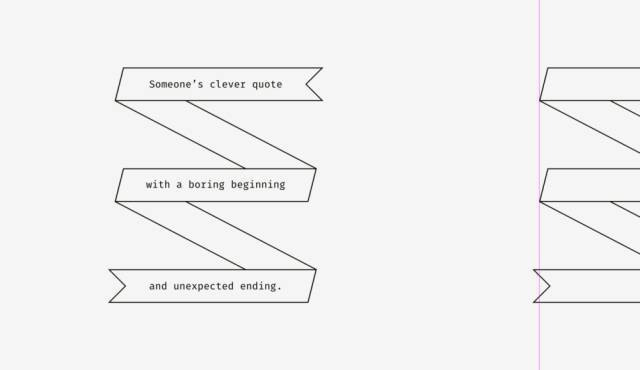 Someone’s clever quote
with a boring beginning
and unexpected ending.